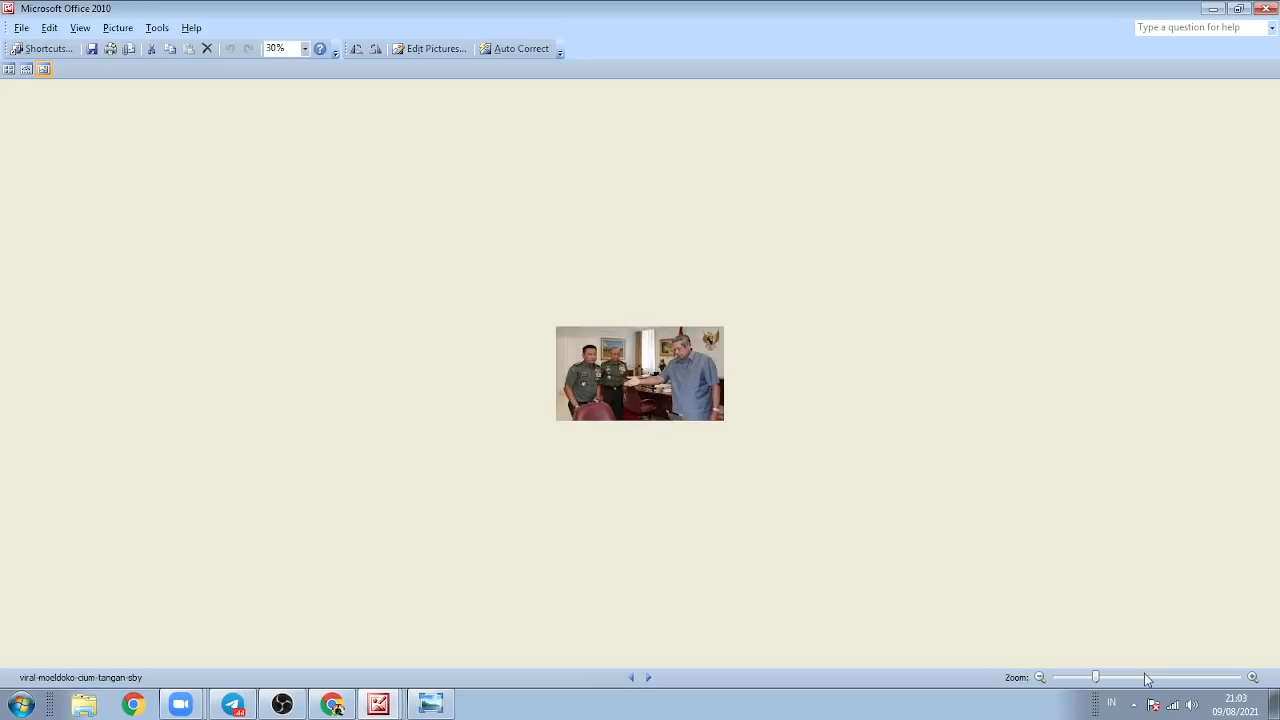 Microsoft Office 2010
File Edit View Picture Tools Help
Type a question for help
Shortcuts...
30%
Edit Pictures...
Auto Correct
viral-moeldoko-cium-tangan-sby
Zoom:
IN
21:03
09/08/2021